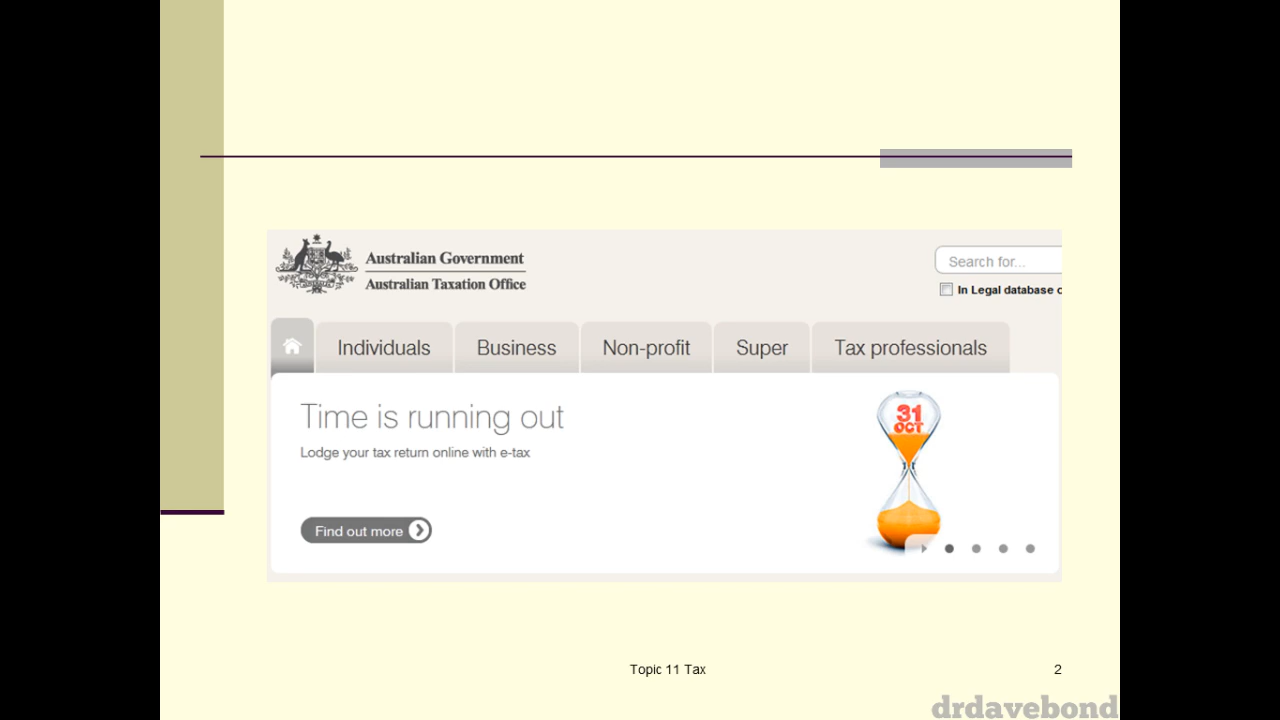 Australian Government
Australian Taxation Office
Search for...
In Legal database
Individuals Business Non-profit Super Tax professionals
Time is running out
Lodge your tax return online with e-tax
31
OCT
Find out more
Topic 11 Tax
2
drdavebond